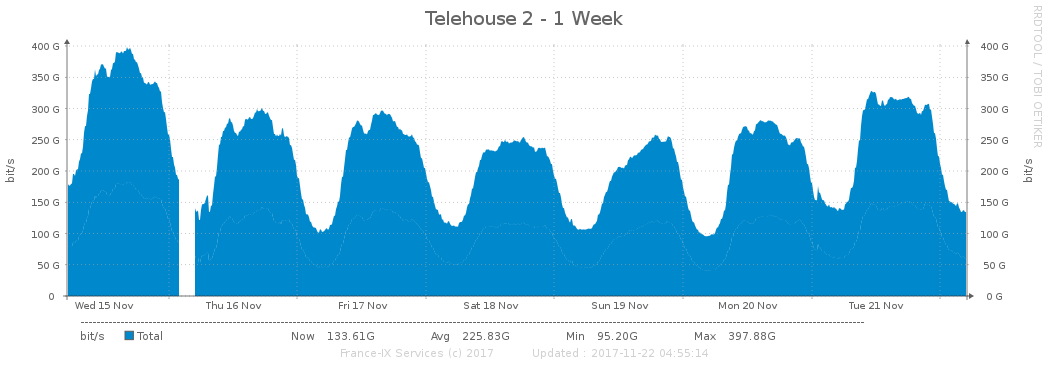 Telehouse 2 - 1 Week
RRDTOOL / TOBI OETIKER
400 G 400 G
350 G 350 G
300 G 300 G
250 G 250 G
200 G 200 G
150 G 150 G
100 G 100 G
50 G 50 G
0 0 G
bit/s
bit/s
Wed 15 Nov Thu 16 Nov Fri 17 Nov Sat 18 Nov Sun 19 Nov Mon 20 Nov Tue 21 Nov
bit/s Total Now 133.61G Avg 225.83G Min 95.20G Max 397.88G
France-IX Services (c) 2017 Updated : 2017-11-22 04:55:14